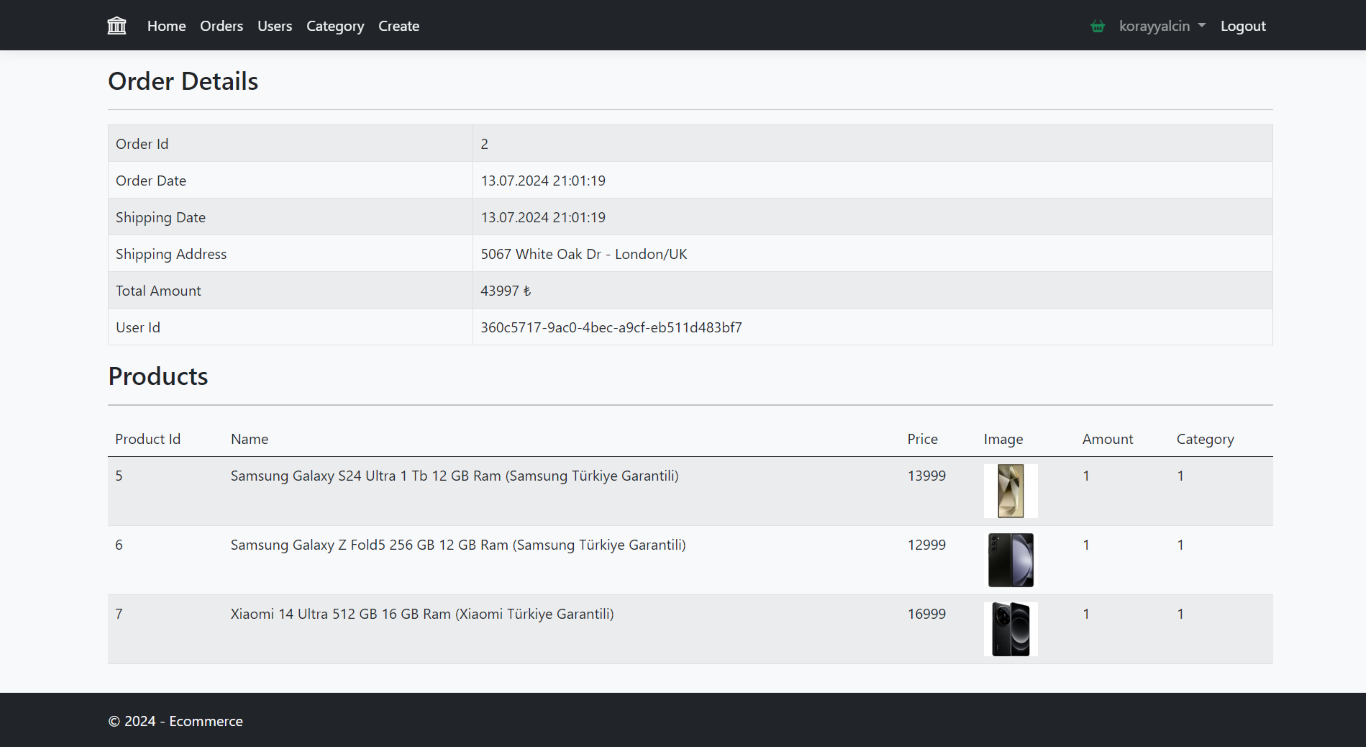 Home Orders Users Category Create korayyalcin Logout
Order Details
Order Id 2
Order Date 13.07.2024 21:01:19
Shipping Date 13.07.2024 21:01:19
Shipping Address 5067 White Oak Dr - London/UK
Total Amount 43997 ₺
User Id 360c5717-9ac0-4bec-a9cf-eb511d483bf7
Products
Product Id Name Price Image Amount Category
5 Samsung Galaxy S24 Ultra 1 Tb 12 GB Ram (Samsung Türkiye Garantili) 13999 1 1
6 Samsung Galaxy Z Fold5 256 GB 12 GB Ram (Samsung Türkiye Garantili) 12999 1 1
7 Xiaomi 14 Ultra 512 GB 16 GB Ram (Xiaomi Türkiye Garantili) 16999 1 1
© 2024 - Ecommerce